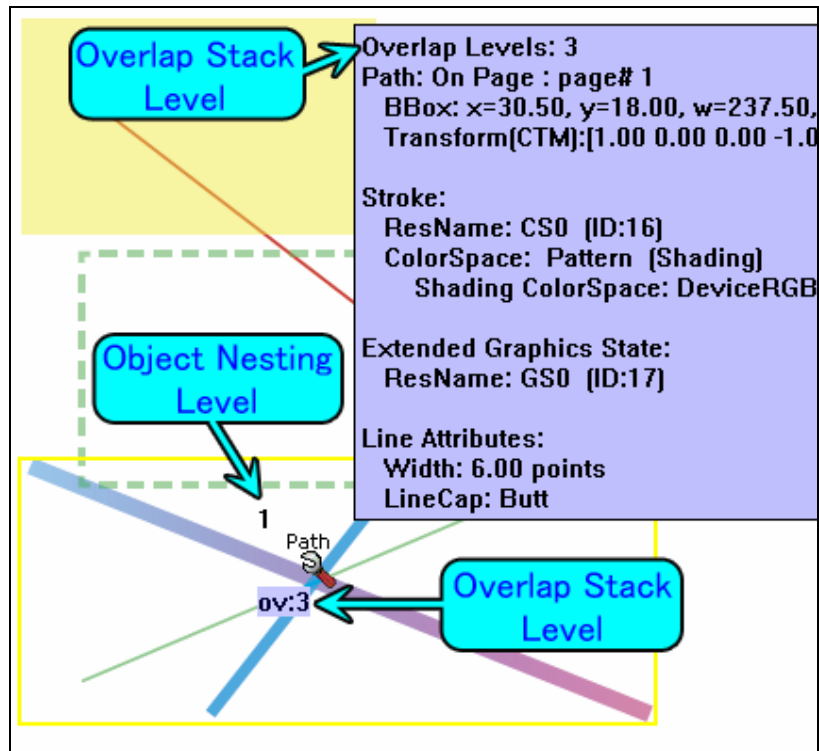 Overlap Stack
Level
Overlap Levels: 3
Path: On Page : page# 1
BBox: x=30.50, y=18.00, w=237.50,
Transform(CTM):[1.00 0.00 0.00 -1.0
Stroke:
ResName: CS0 (ID:16)
ColorSpace: Pattern (Shading)
Shading ColorSpace: DeviceRGB
Extended Graphics State:
ResName: GS0 (ID:17)
Line Attributes:
Width: 6.00 points
LineCap: Butt
Object Nesting
Level
1
Path
ov:3
Overlap Stack
Level